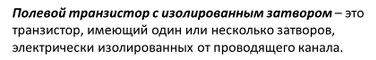 Полевой транзистор с изолированным затвором – это
транзистор, имеющий один или несколько затворов,
электрически изолированных от проводящего канала.